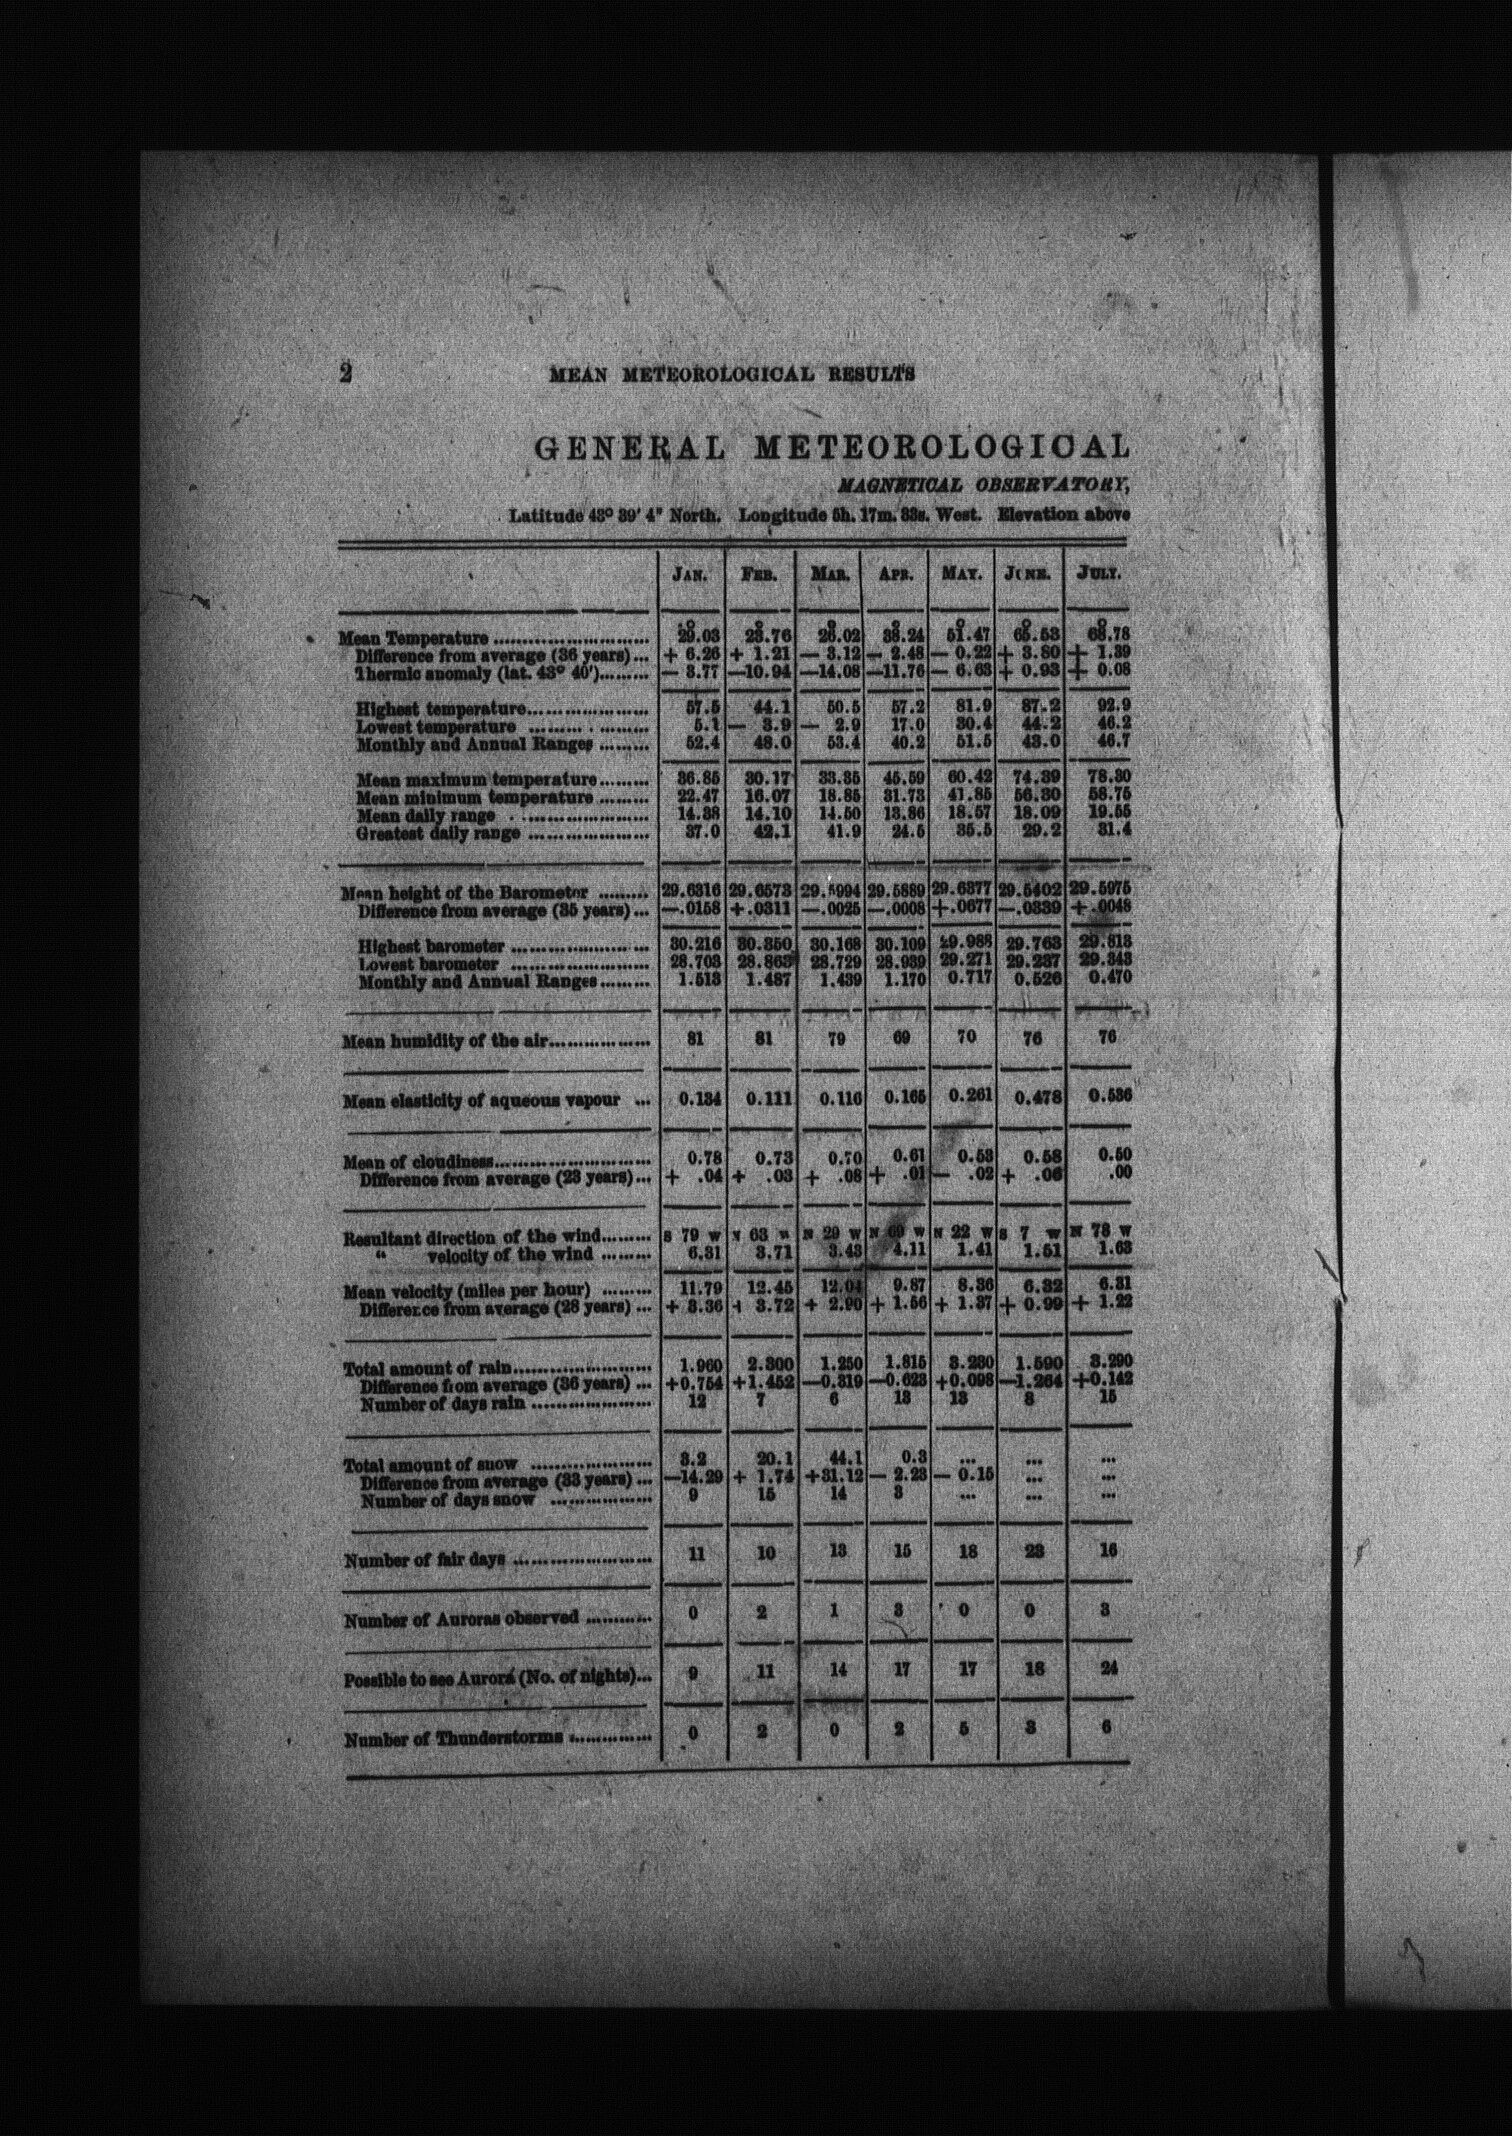 2 MEAN METEOROLOGICAL RESULTS
GENERAL METEOROLOGICAL
MAGNETICAL OBSERVATORY,
Latitude 43° 39' 4" North. Longitude 5h. 17m. 33s. West. Elevation above
JAN. FEB. MAR. APR. MAY. JUNE. JULY.
Mean Temperature 29.03 23.76 26.02 38.24 51.47 65.53 68.78
Difference from average (36 years) + 6.26 + 1.21 — 3.12 — 2.48 — 0.22 + 3.80 + 1.39
Thermic anomaly (lat. 43° 40') — 3.77 —10.94 —14.08 —11.76 — 6.63 + 0.93 + 0.08
Highest temperature 57.5 44.1 50.5 57.2 81.9 87.2 92.9
Lowest temperature 5.1 — 3.9 — 2.9 17.0 30.4 44.2 46.2
Monthly and Annual Ranges 52.4 48.0 53.4 40.2 51.5 43.0 46.7
Mean maximum temperature 36.85 30.17 33.35 45.59 60.42 74.39 78.30
Mean minimum temperature 22.47 16.07 18.85 31.73 41.85 56.30 58.75
Mean daily range 14.38 14.10 14.50 13.86 18.57 18.09 19.55
Greatest daily range 37.0 42.1 41.9 24.5 35.5 29.2 31.4
Mean height of the Barometer 29.6316 29.6573 29.5994 29.5889 29.6377 29.5402 29.5975
Difference from average (35 years) —.0158 +.0311 —.0025 —.0008 +.0677 —.0339 +.0048
Highest barometer 30.216 30.350 30.168 30.109 29.988 29.763 29.813
Lowest barometer 28.703 28.863 28.729 28.939 29.271 29.237 29.343
Monthly and Annual Ranges 1.513 1.487 1.439 1.170 0.717 0.526 0.470
Mean humidity of the air 81 81 79 69 70 76 76
Mean elasticity of aqueous vapour 0.134 0.111 0.116 0.165 0.261 0.478 0.536
Mean of cloudiness 0.78 0.73 0.70 0.61 0.53 0.58 0.50
Difference from average (23 years) + .04 + .03 + .08 + .01 — .02 + .06 .00
Resultant direction of the wind S 79 W N 63 W N 29 W N 69 W N 22 W S 7 W N 78 W
" velocity of the wind 6.31 3.71 3.43 4.11 1.41 1.51 1.63
Mean velocity (miles per hour) 11.79 12.45 12.04 9.87 8.36 6.32 6.31
Difference from average (28 years) + 3.36 + 3.72 + 2.90 + 1.56 + 1.37 + 0.99 + 1.22
Total amount of rain 1.960 2.300 1.250 1.815 3.230 1.590 3.290
Difference from average (36 years) +0.754 +1.452 —0.319 —0.623 +0.098 —1.264 +0.142
Number of days rain 12 7 6 13 13 8 15
Total amount of snow 3.2 20.1 44.1 0.3 ... ... ...
Difference from average (33 years) —14.29 + 1.74 +31.12 — 2.23 — 0.15 ... ...
Number of days snow 9 15 14 3 ... ... ...
Number of fair days 11 10 13 15 18 23 16
Number of Auroras observed 0 2 1 3 0 0 3
Possible to see Aurora (No. of nights) 9 11 14 17 17 18 24
Number of Thunderstorms 0 2 0 2 5 3 6